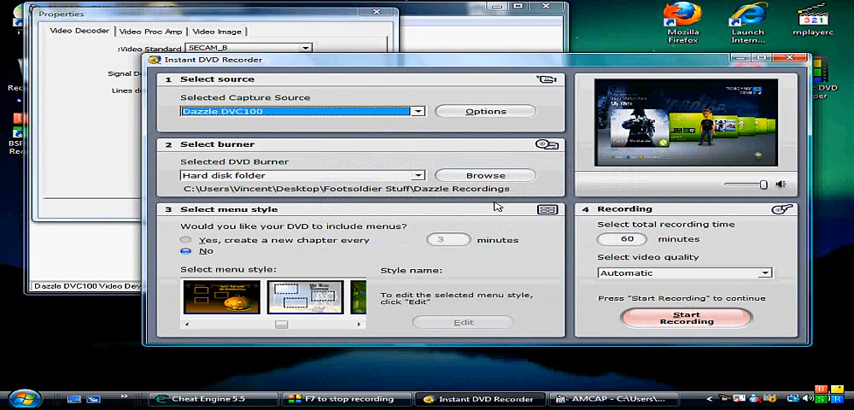 Properties
Video Decoder
Video Proc Amp
Video Image
Video Standard
SECAM_B
Signal De
Lines d
Instant DVD Recorder
1 Select source
Selected Capture Source
Dazzle DVC100
Options
2 Select burner
Selected DVD Burner
Hard disk folder
Browse
C:\Users\Vincent\Desktop\Footsoldier Stuff\Dazzle Recordings
3 Select menu style
Would you like your DVD to include menus?
Yes, create a new chapter every
3
minutes
No
Select menu style:
Style name:
To edit the selected menu style,
click "Edit"
Edit
4 Recording
Select total recording time
60
minutes
Select video quality
Automatic
Press "Start Recording" to continue
Start
Recording
Mozilla
Firefox
Launch
Intern...
mplayerc
Dazzle DVC100 Video Dev
Cheat Engine 5.5
F7 to stop recording
Instant DVD Recorder
AMCAP - C:\Users\...